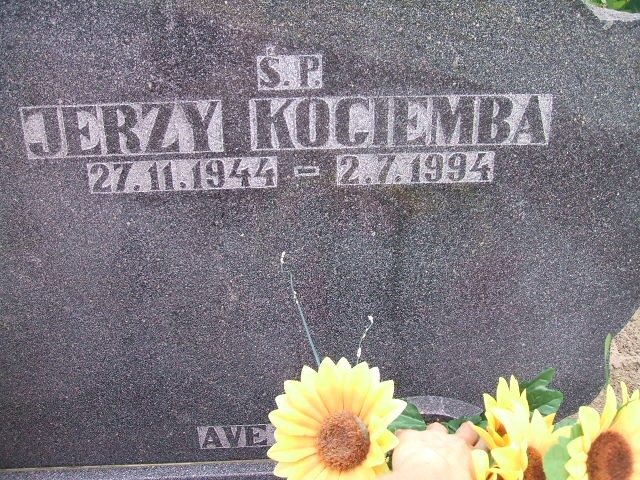 Ś.P.
JERZY KOCIEMBA
27.11.1944 – 2.7.1994
AVE